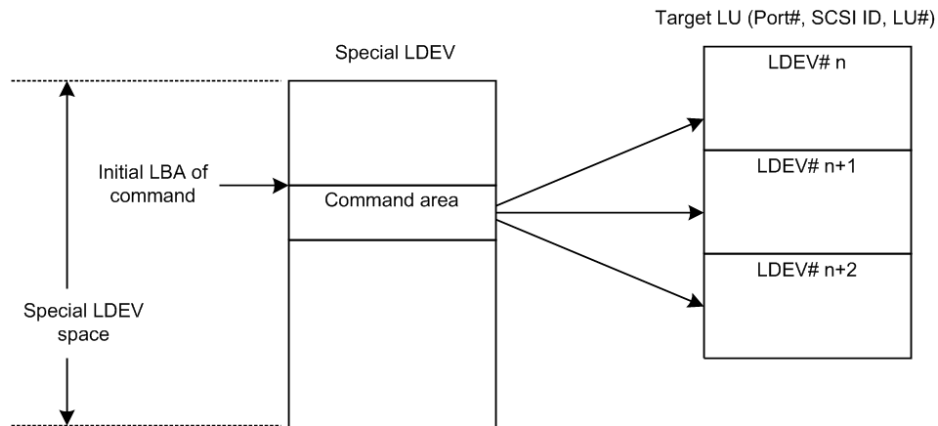 Target LU (Port#, SCSI ID, LU#)
Special LDEV
LDEV# n
Initial LBA of
command
Command area
LDEV# n+1
LDEV# n+2
Special LDEV
space